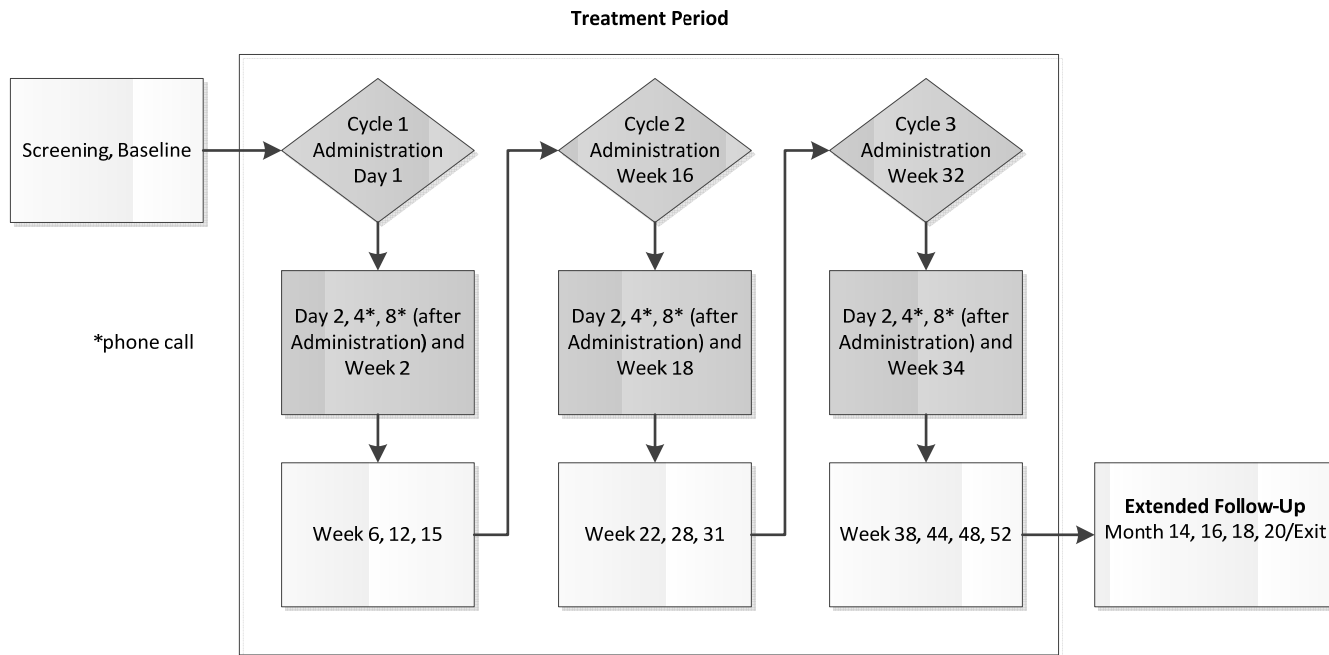 Treatment Period
Screening, Baseline
Cycle 1
Administration
Day 1
Cycle 2
Administration
Week 16
Cycle 3
Administration
Week 32
*phone call
Day 2, 4*, 8* (after
Administration) and
Week 2
Day 2, 4*, 8* (after
Administration) and
Week 18
Day 2, 4*, 8* (after
Administration) and
Week 34
Week 6, 12, 15
Week 22, 28, 31
Week 38, 44, 48, 52
Extended Follow-Up
Month 14, 16, 18, 20/Exit